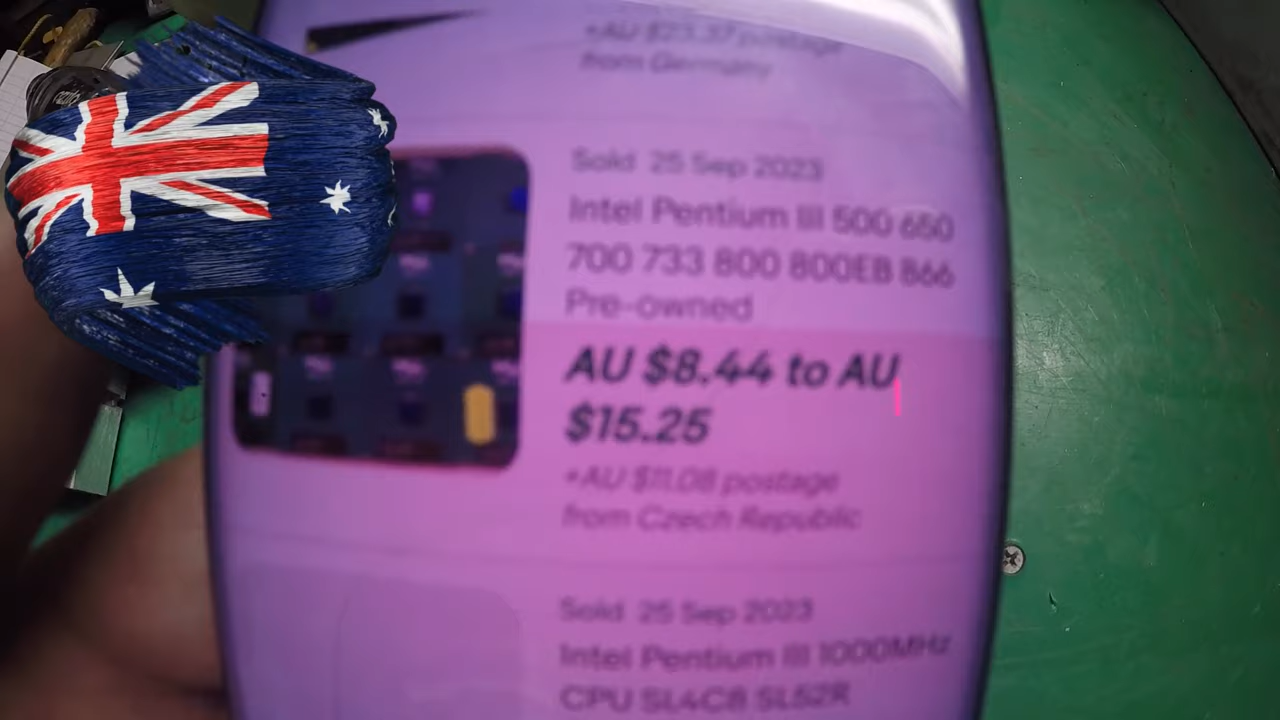 +AU $23.37 postage
from Germany
Sold 25 Sep 2023
Intel Pentium III 500 650
700 733 800 800EB 866
Pre-owned
AU $8.44 to AU
$15.25
+AU $11.08 postage
from Czech Republic
Sold 25 Sep 2023
Intel Pentium III 1000MHz
CPU SL4C8 SL52R